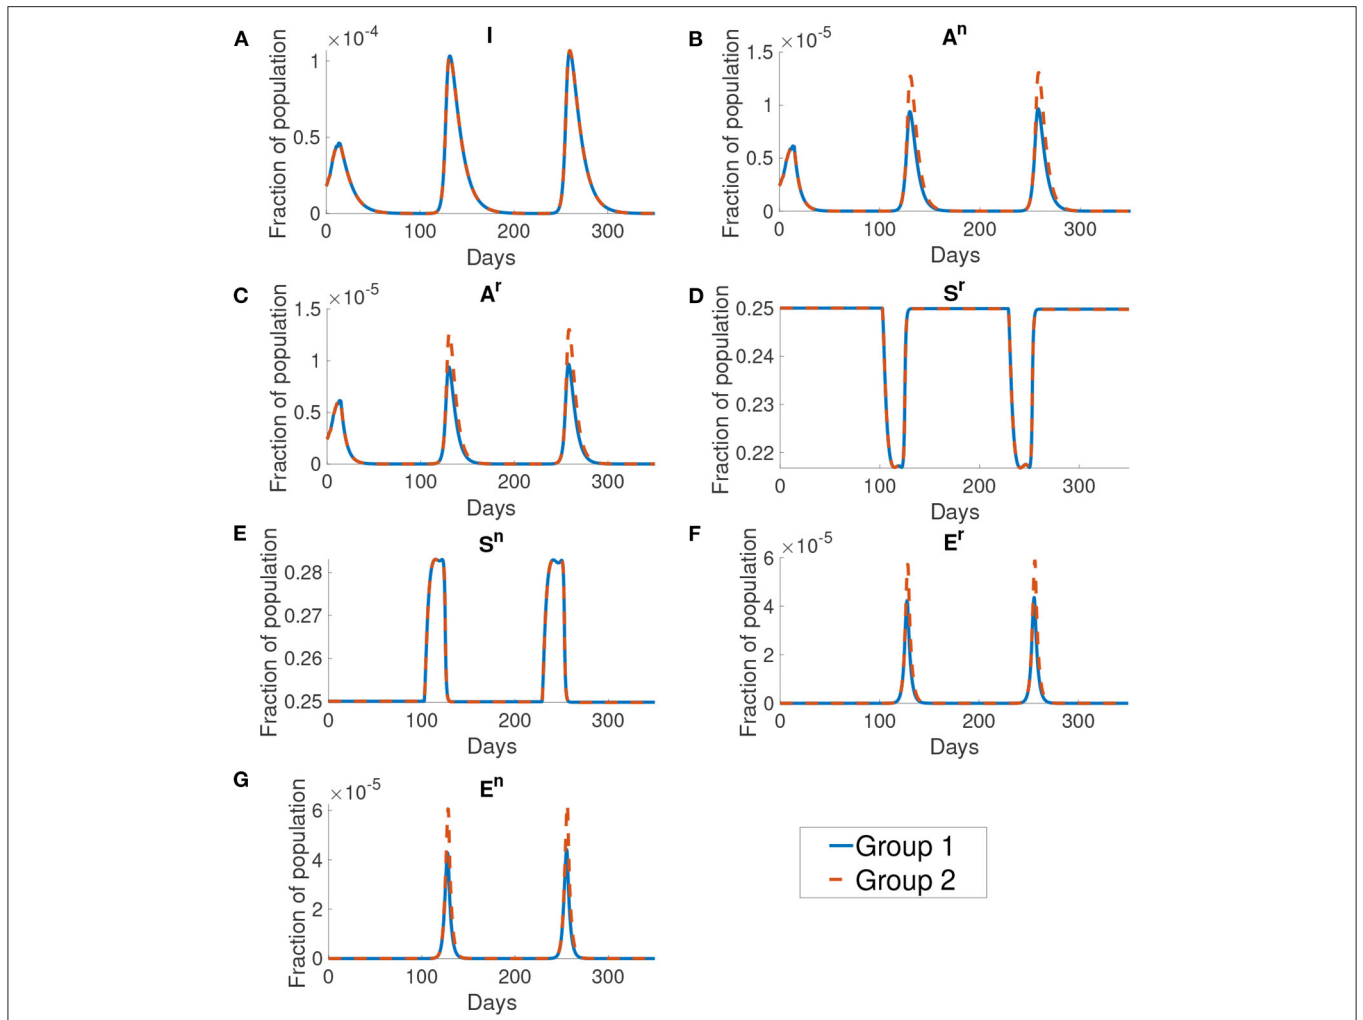 A
×10⁻⁴
I
Fraction of population
1
0.5
0
0 100 200 300
Days
B
×10⁻⁵
Aⁿ
Fraction of population
1.5
1
0.5
0
0 100 200 300
Days
C
×10⁻⁵
Aʳ
Fraction of population
1.5
1
0.5
0
0 100 200 300
Days
D
Sʳ
Fraction of population
0.25
0.24
0.23
0.22
0 100 200 300
Days
E
Sⁿ
Fraction of population
0.28
0.27
0.26
0.25
0 100 200 300
Days
F
×10⁻⁵
Eʳ
Fraction of population
6
4
2
0
0 100 200 300
Days
G
×10⁻⁵
Eⁿ
Fraction of population
6
4
2
0
0 100 200 300
Days
Group 1
Group 2